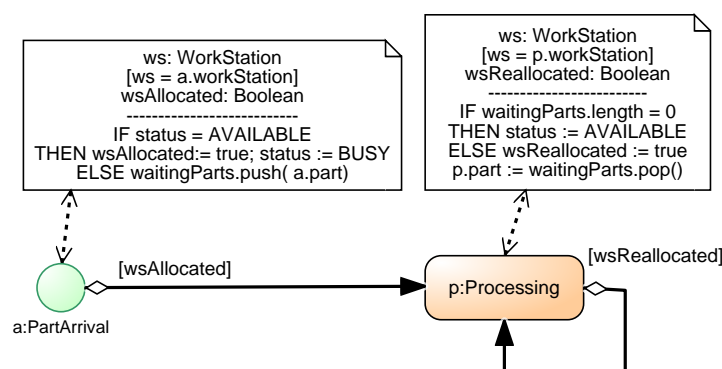 ws: WorkStation
[ws = a.workStation]
wsAllocated: Boolean
---------------------------
IF status = AVAILABLE
THEN wsAllocated:= true; status := BUSY
ELSE waitingParts.push( a.part)
ws: WorkStation
[ws = p.workStation]
wsReallocated: Boolean
-------------------------
IF waitingParts.length = 0
THEN status := AVAILABLE
ELSE wsReallocated := true
p.part := waitingParts.pop()
[wsAllocated]
[wsReallocated]
p:Processing
a:PartArrival